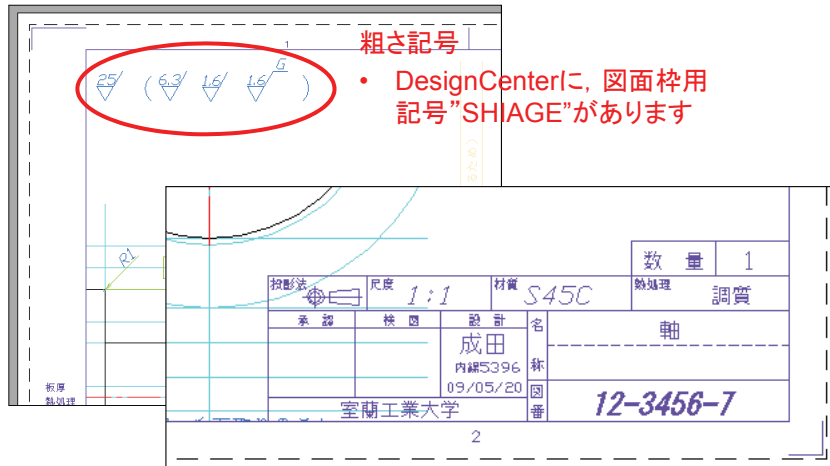 粗さ記号
• DesignCenterに，図面枠用
記号”SHIAGE”があります
1
25 ( 6.3 1.6 1.6 G )
R1
板厚
熱処理
数 量 1
投影法 尺度 1:1 材質 S45C 熱処理 調質
承 認 検 図 設 計 名称 軸
成田
内線5396
09/05/20
室蘭工業大学 図番 12-3456-7
2